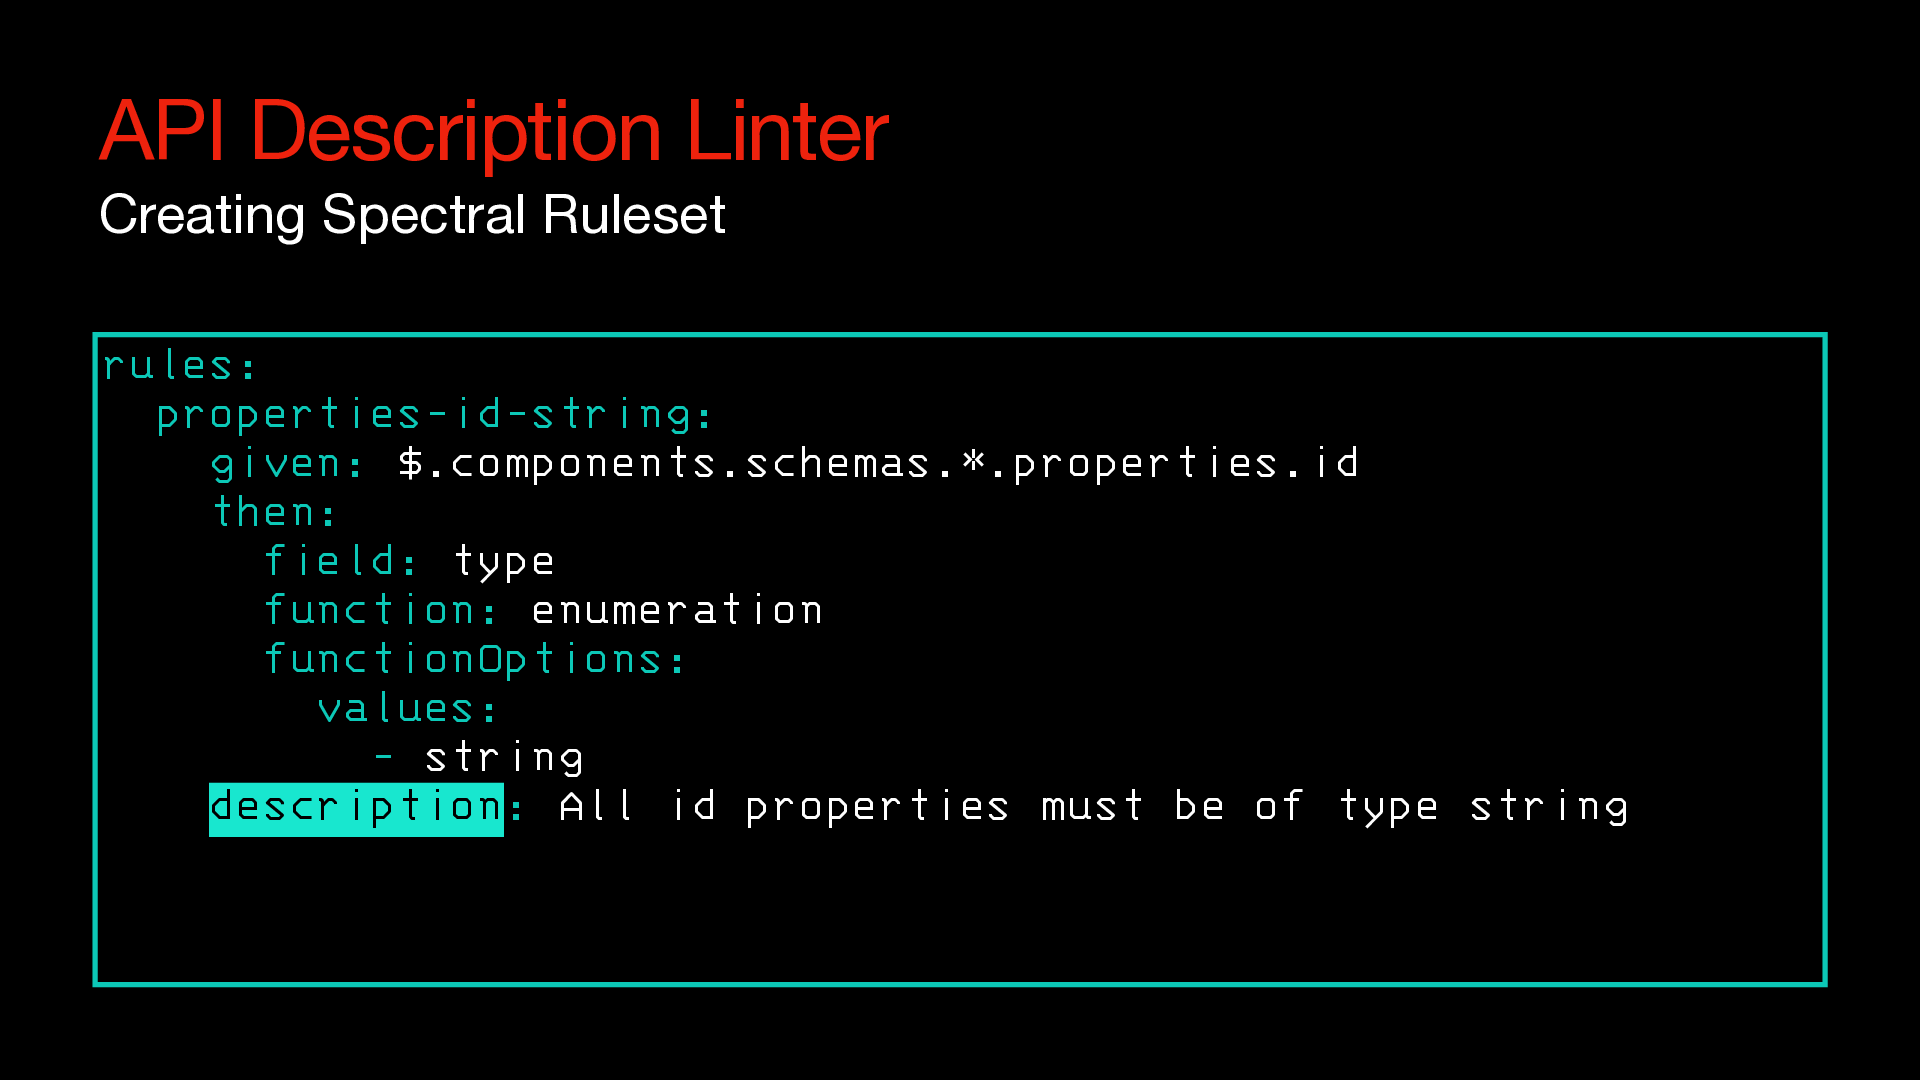 API Description Linter
Creating Spectral Ruleset
rules:
  properties-id-string:
    given: $.components.schemas.*.properties.id
    then:
      field: type
      function: enumeration
      functionOptions:
        values:
          - string
    description: All id properties must be of type string